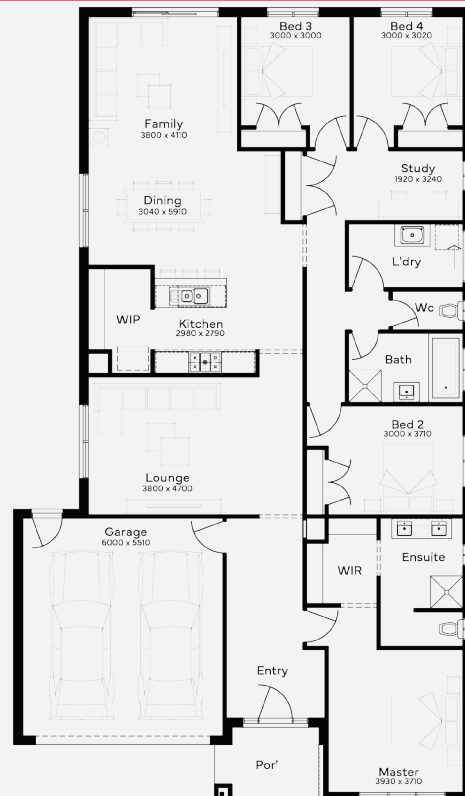 Bed 3
3000 x 3000
Bed 4
3000 x 3020
Family
3800 x 4110
Study
1920 x 3240
Dining
3040 x 5910
L'dry
WIP
Kitchen
2980 x 2790
Wc
Bath
Bed 2
3000 x 3710
Lounge
3800 x 4700
Garage
6000 x 5510
Ensuite
WIR
Entry
Por'
Master
3930 x 3710